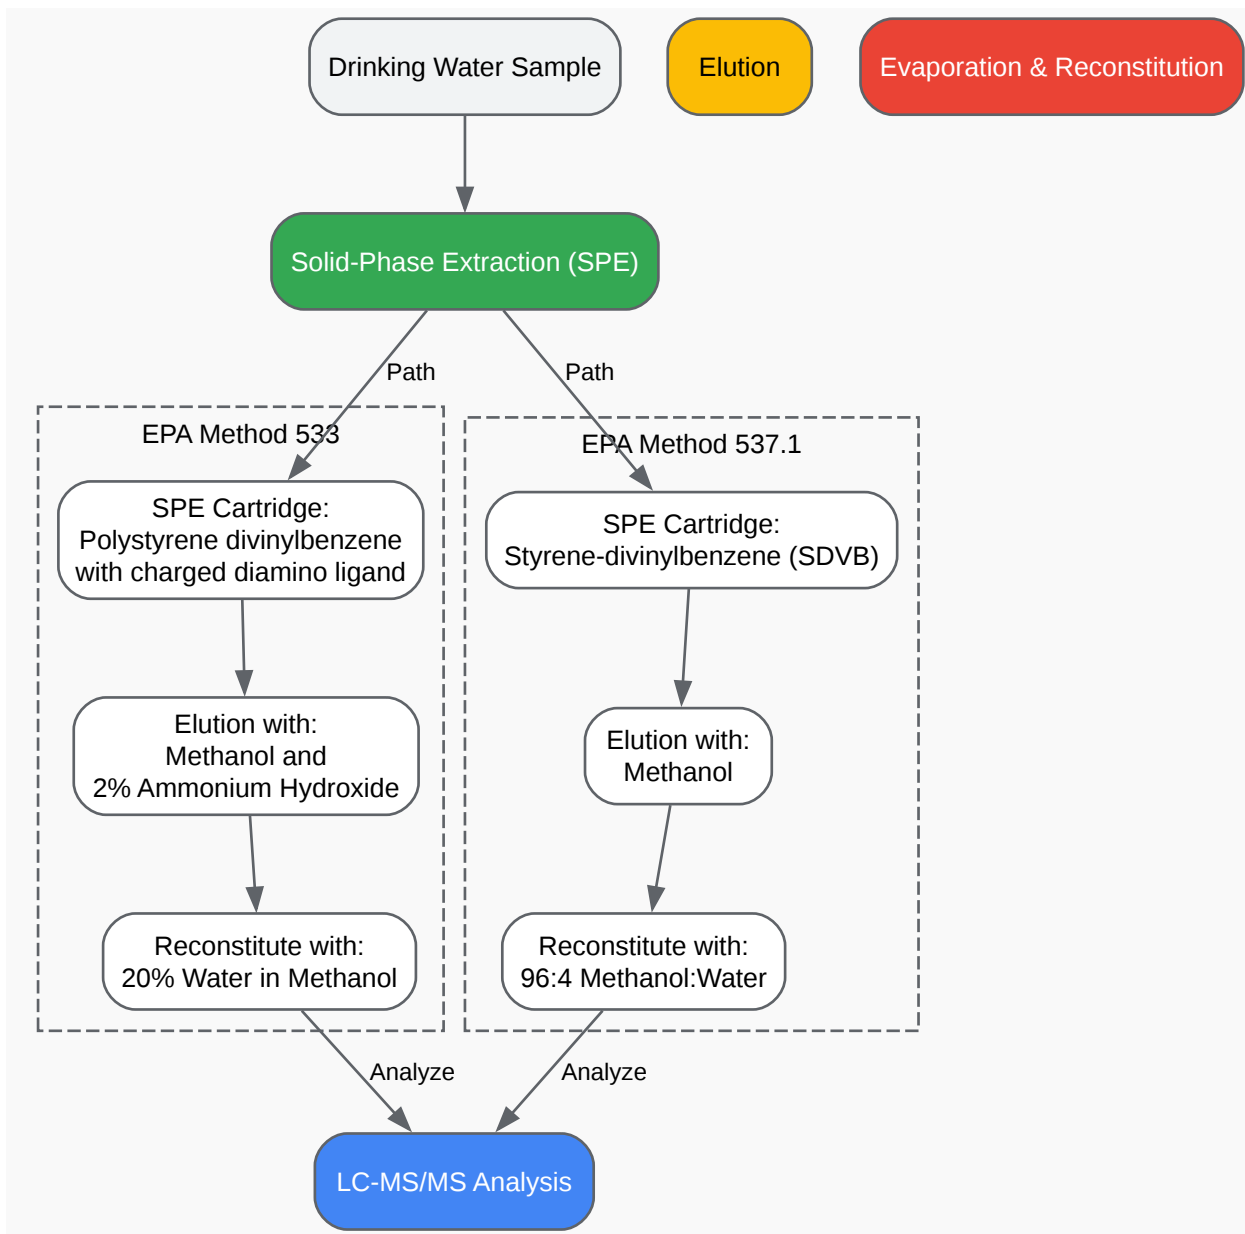 Drinking Water Sample
Elution
Evaporation & Reconstitution
Solid-Phase Extraction (SPE)
Path
Path
EPA Method 533
SPE Cartridge:
Polystyrene divinylbenzene
with charged diamino ligand
Elution with:
Methanol and
2% Ammonium Hydroxide
Reconstitute with:
20% Water in Methanol
EPA Method 537.1
SPE Cartridge:
Styrene-divinylbenzene (SDVB)
Elution with:
Methanol
Reconstitute with:
96:4 Methanol:Water
Analyze
Analyze
LC-MS/MS Analysis